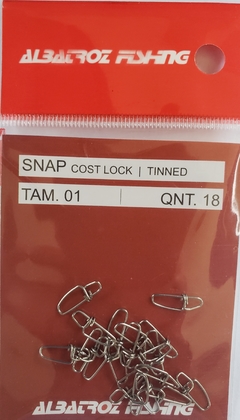 ALBATROZ FISHING
SNAP COST LOCK | TINNED
TAM. 01 | QNT. 18
ALBATROZ FISHING